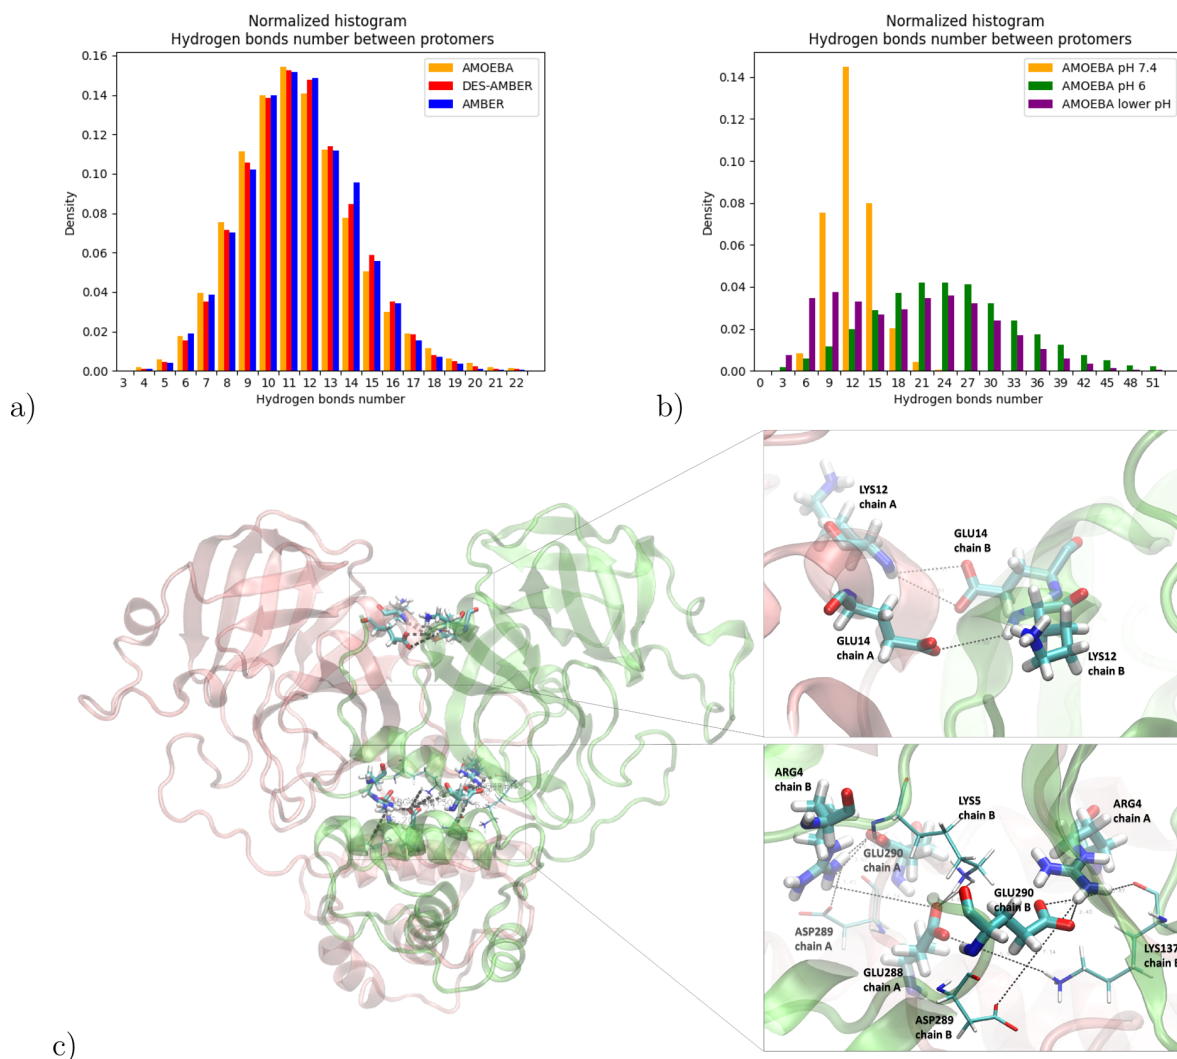 Normalized histogram
Hydrogen bonds number between protomers
0.16
0.14
0.12
0.10
0.08
0.06
0.04
0.02
0.00
Density
AMOEBA
DES-AMBER
AMBER
3 4 5 6 7 8 9 10 11 12 13 14 15 16 17 18 19 20 21 22
Hydrogen bonds number
a)
Normalized histogram
Hydrogen bonds number between protomers
0.14
0.12
0.10
0.08
0.06
0.04
0.02
0.00
Density
AMOEBA pH 7.4
AMOEBA pH 6
AMOEBA lower pH
0 3 6 9 12 15 18 21 24 27 30 33 36 39 42 45 48 51
Hydrogen bonds number
b)
LYS12
chain A
GLU14
chain B
GLU14
chain A
LYS12
chain B
ARG4
chain B
LYS5
chain B
ARG4
chain A
GLU290
chain A
GLU290
chain B
ASP289
chain A
LYS137
chain B
GLU288
chain A
ASP289
chain B
c)